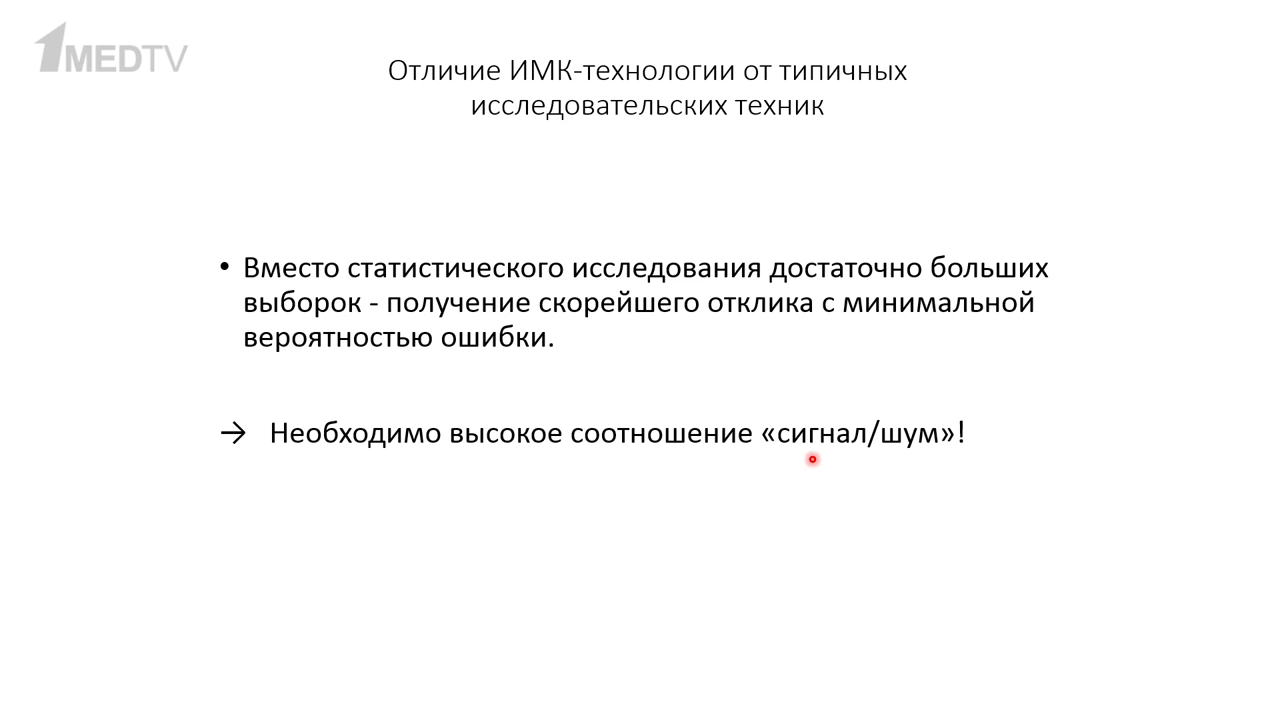 1MEDTV
Отличие ИМК-технологии от типичных
исследовательских техник
• Вместо статистического исследования достаточно больших
выборок - получение скорейшего отклика с минимальной
вероятностью ошибки.
→ Необходимо высокое соотношение «сигнал/шум»!